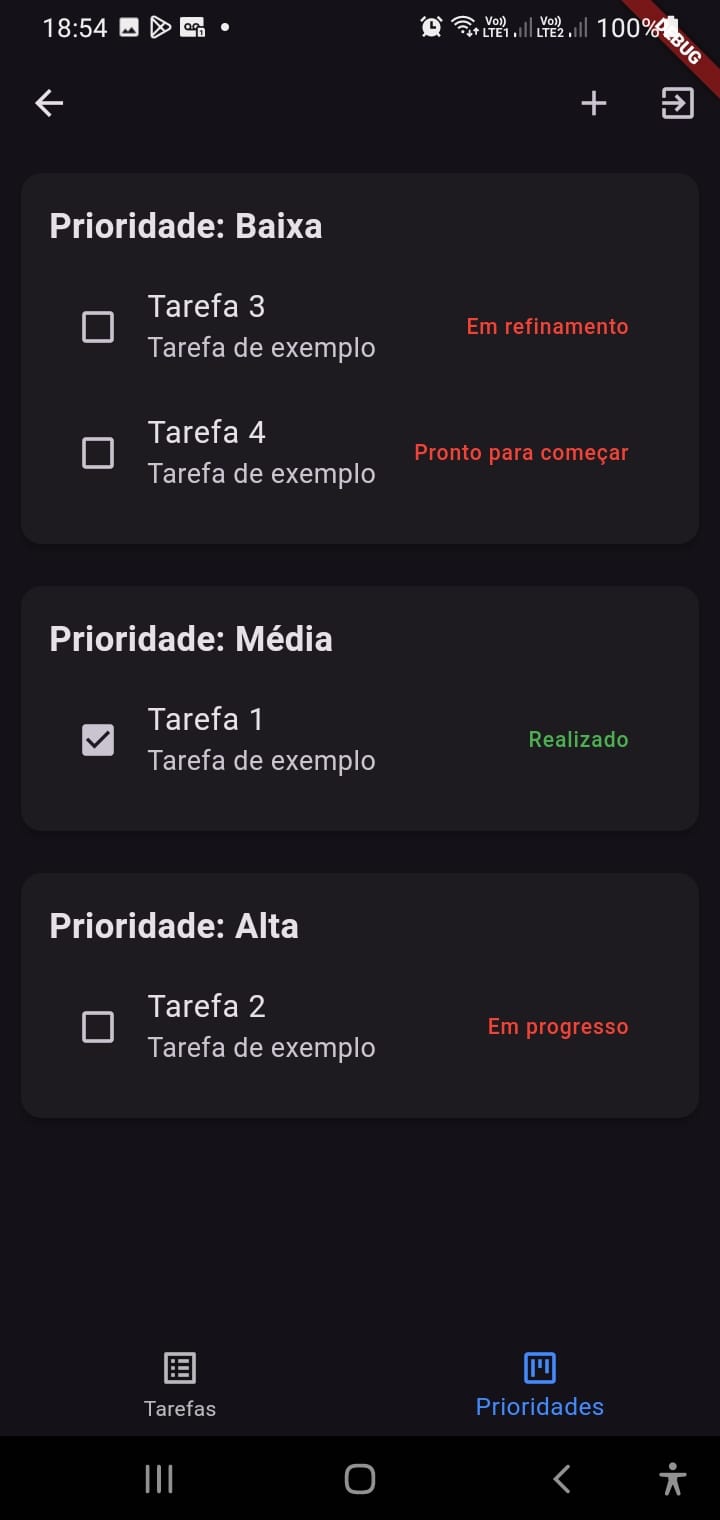 18:54
Vo)) LTE1 Vo)) LTE2 100%
DEBUG
Prioridade: Baixa
Tarefa 3
Tarefa de exemplo
Em refinamento
Tarefa 4
Tarefa de exemplo
Pronto para começar
Prioridade: Média
Tarefa 1
Tarefa de exemplo
Realizado
Prioridade: Alta
Tarefa 2
Tarefa de exemplo
Em progresso
Tarefas
Prioridades